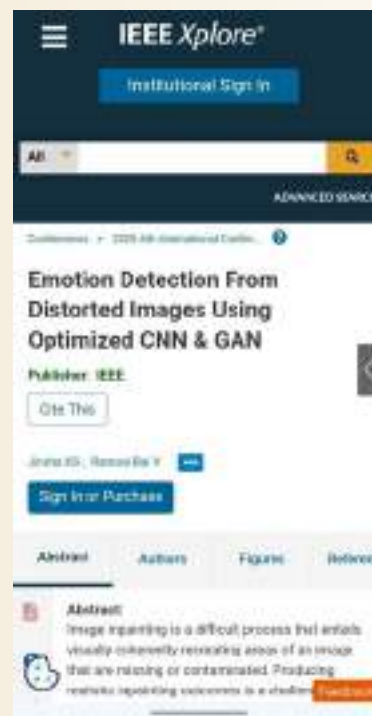 IEEE Xplore®
Institutional Sign In
All
ADVANCED SEARCH
Conferences > 2025 4th International Confer...
Emotion Detection From
Distorted Images Using
Optimized CNN & GAN
Publisher: IEEE
Cite This
Sign In or Purchase
Abstract Authors Figures Reference
Abstract:
Image inpainting is a difficult process that entails
visually coherently recreating areas of an image
that are missing or contaminated. Producing
realistic inpainting outcomes is a challen
Feedback